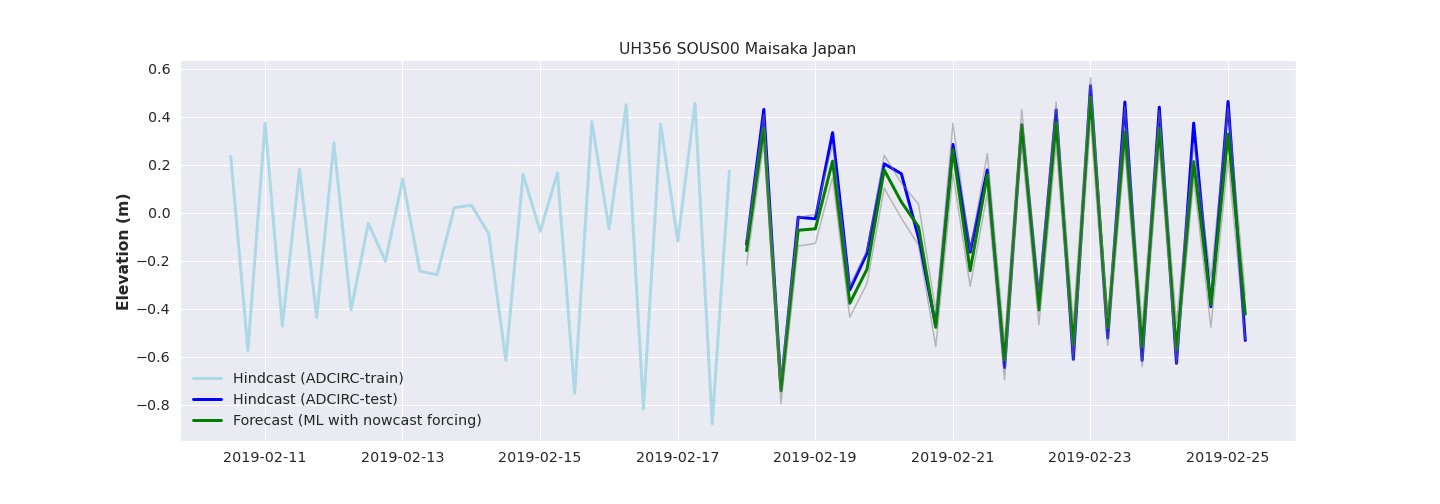 UH356 SOUS00 Maisaka Japan
Elevation (m)
0.6
0.4
0.2
0.0
−0.2
−0.4
−0.6
−0.8
Hindcast (ADCIRC-train)
Hindcast (ADCIRC-test)
Forecast (ML with nowcast forcing)
2019-02-11 2019-02-13 2019-02-15 2019-02-17 2019-02-19 2019-02-21 2019-02-23 2019-02-25